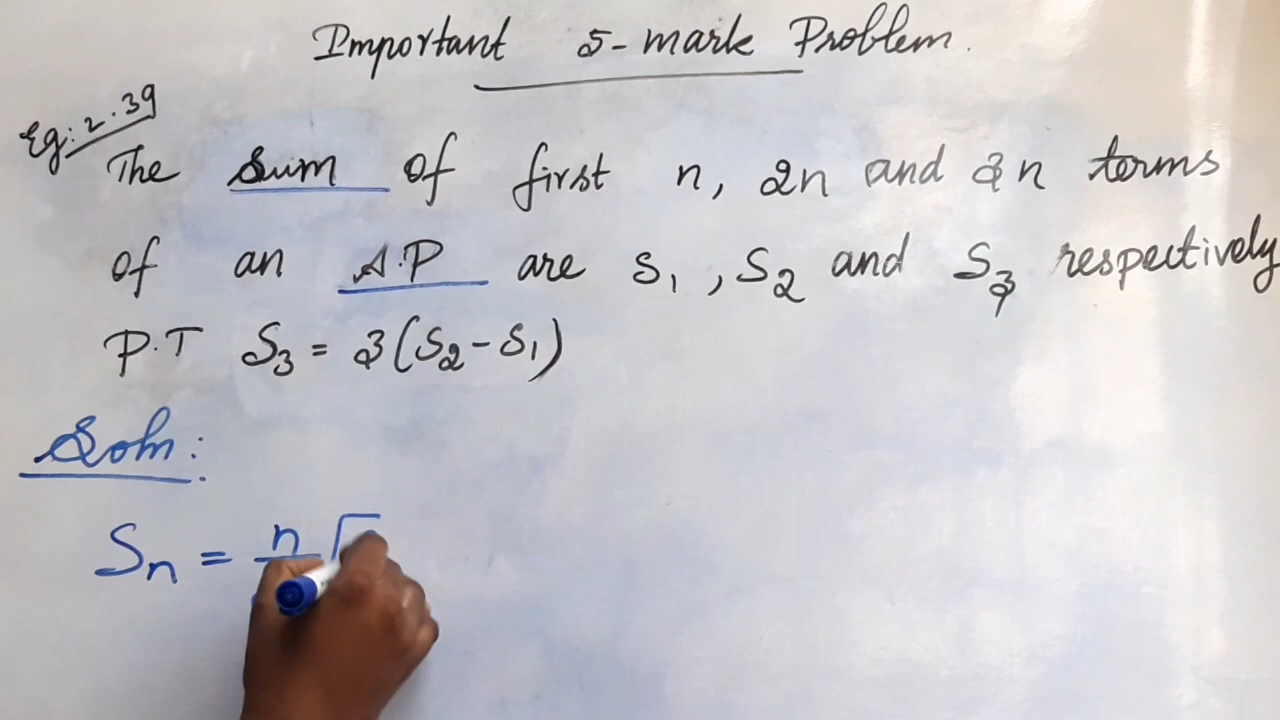 Important 5-mark Problem.
Eg: 2.39
The Sum of first n, 2n and 3n terms
of an A.P are S₁, S₂ and S₃ respectively
P.T S₃ = 3(S₂-S₁)
Soln:
Sn = n [